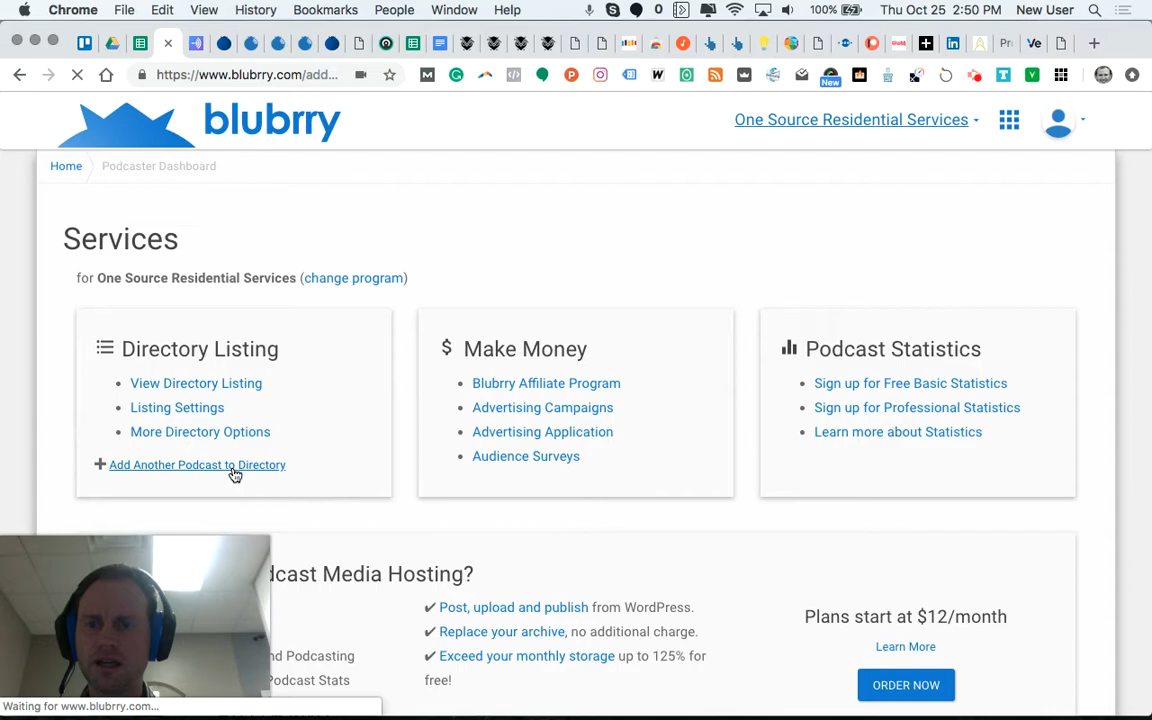 Chrome File Edit View History Bookmarks People Window Help 0 100% Thu Oct 25 2:50 PM New User
Pr Ve
https://www.blubrry.com/add...
New
blubrry
One Source Residential Services
Home Podcaster Dashboard
Services
for One Source Residential Services (change program)
Directory Listing
View Directory Listing
Listing Settings
More Directory Options
Add Another Podcast to Directory
$ Make Money
Blubrry Affiliate Program
Advertising Campaigns
Advertising Application
Audience Surveys
Podcast Statistics
Sign up for Free Basic Statistics
Sign up for Professional Statistics
Learn more about Statistics
dcast Media Hosting?
nd Podcasting
Podcast Stats
✔ Post, upload and publish from WordPress.
✔ Replace your archive, no additional charge.
✔ Exceed your monthly storage up to 125% for
free!
Plans start at $12/month
Learn More
ORDER NOW
Waiting for www.blubrry.com...